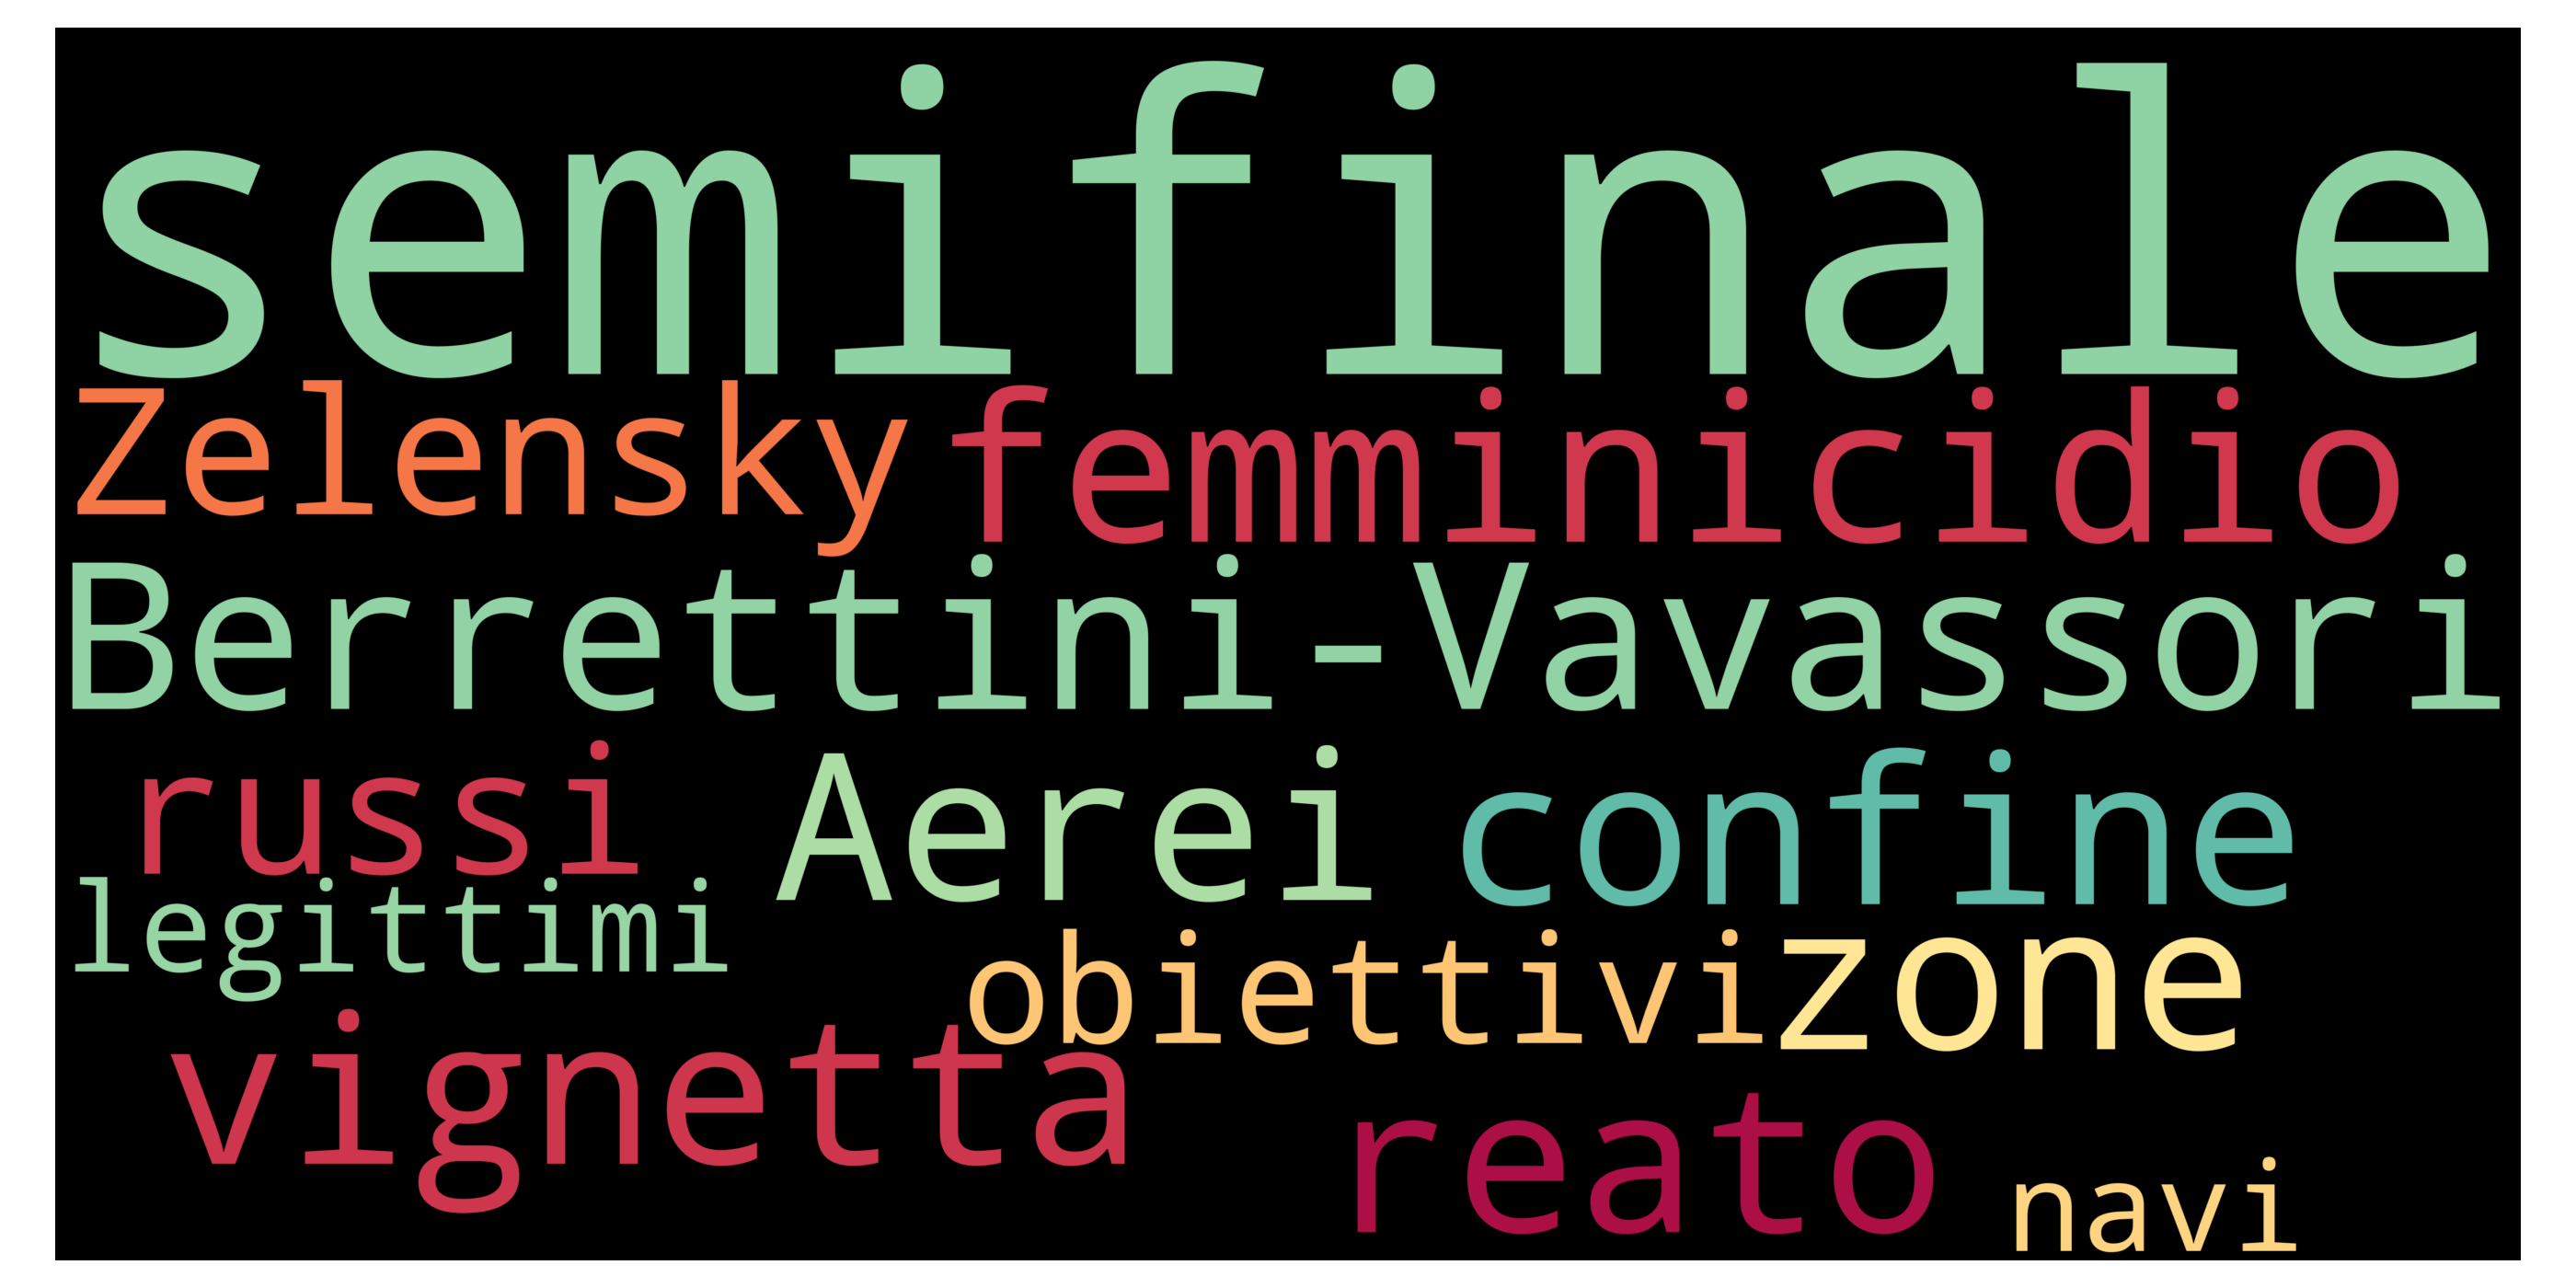 semifinale
Zelensky femminicidio
Berrettini-Vavassori
russi Aerei confine
legittimi obiettivi zone
vignetta reato navi